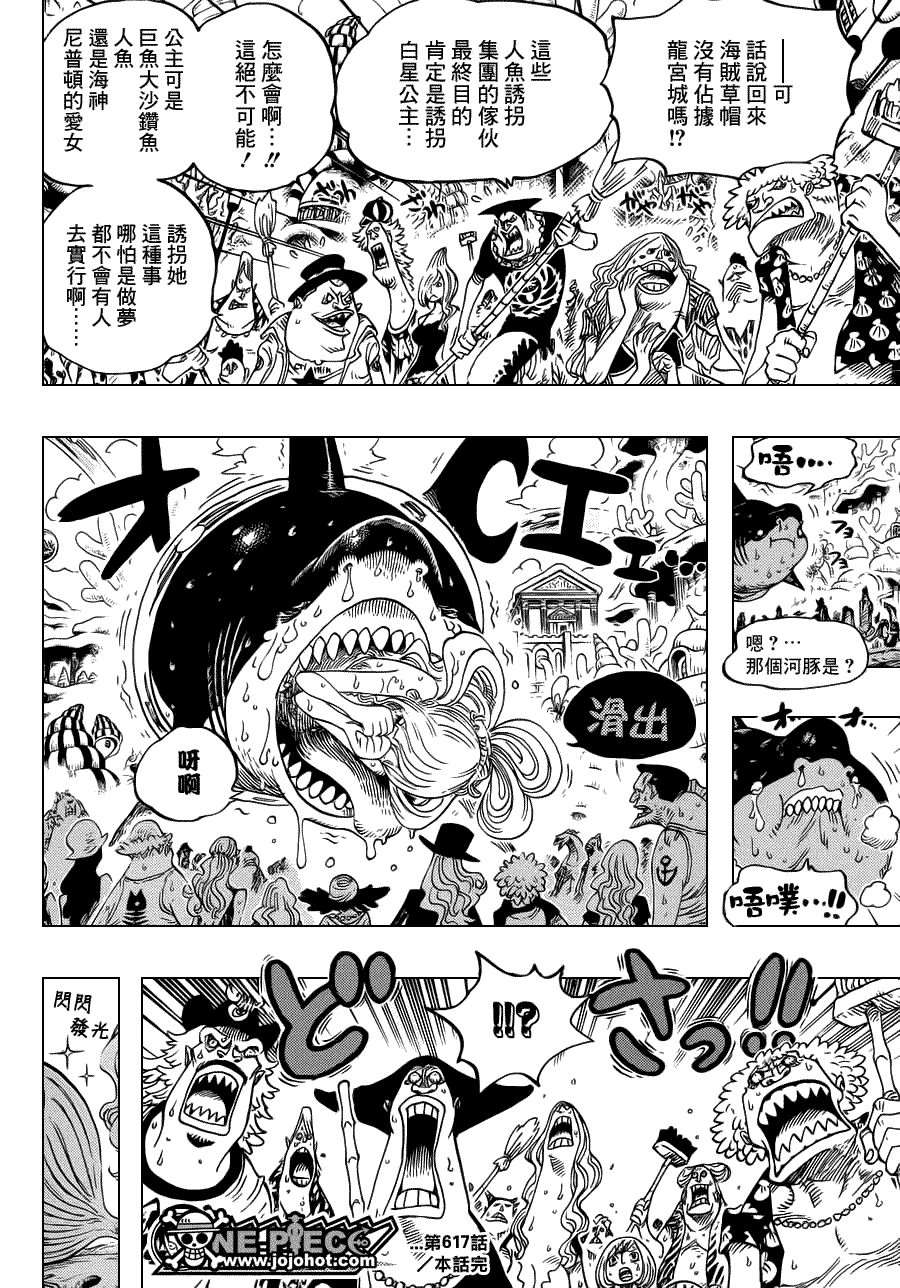 ——可
話說回來
海賊草帽
沒有佔據
龍宮城嗎!?
這些
人魚誘拐
集團的傢伙
最終目的
肯定是誘拐
白星公主…
怎麼會啊…!!
這絕不可能!
公主可是
巨魚大沙鑽魚
人魚
還是海神
尼普頓的愛女
誘拐她
這種事
哪怕是做夢
都不會有人
去實行啊……
唔‥‥
嗯？…
那個河豚是？
オ…オ…
唔噗…!!
オ
ロロ
滑出
呀啊
どさっ!!
!!?
閃閃
發光
ONE PIECE
www.jojohot.com
...第617話
／本話完